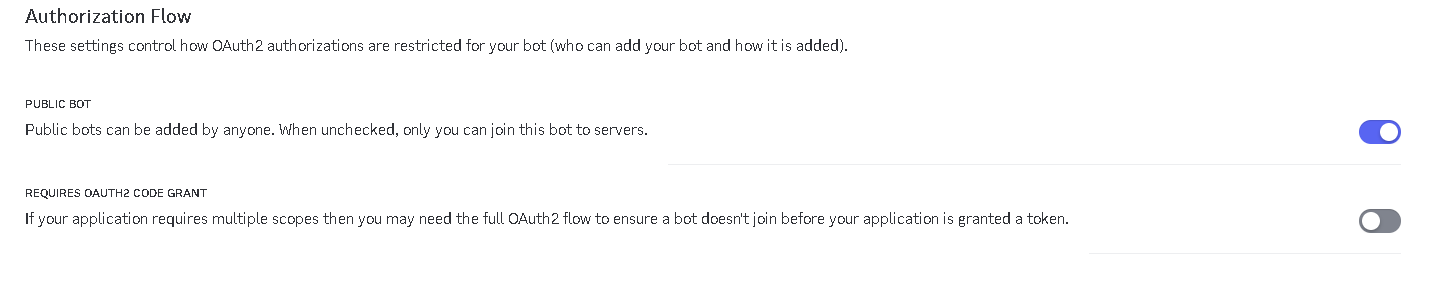 Authorization Flow
These settings control how OAuth2 authorizations are restricted for your bot (who can add your bot and how it is added).
PUBLIC BOT
Public bots can be added by anyone. When unchecked, only you can join this bot to servers.
REQUIRES OAUTH2 CODE GRANT
If your application requires multiple scopes then you may need the full OAuth2 flow to ensure a bot doesn't join before your application is granted a token.